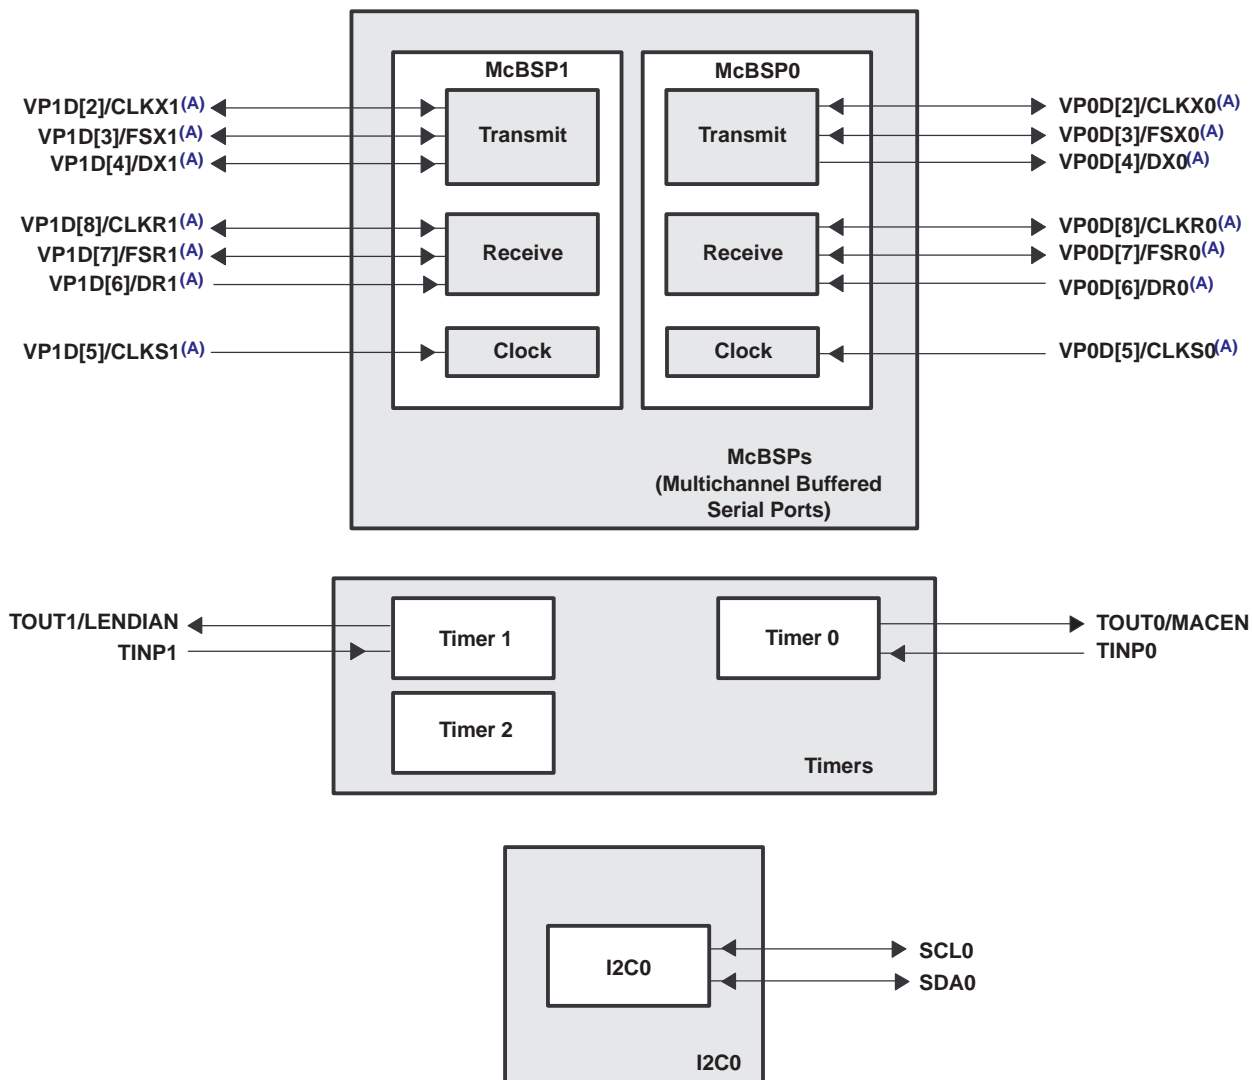 McBSP1
McBSP0
VP1D[2]/CLKX1(A)
VP1D[3]/FSX1(A)
VP1D[4]/DX1(A)
Transmit
Transmit
VP0D[2]/CLKX0(A)
VP0D[3]/FSX0(A)
VP0D[4]/DX0(A)
VP1D[8]/CLKR1(A)
VP1D[7]/FSR1(A)
VP1D[6]/DR1(A)
Receive
Receive
VP0D[8]/CLKR0(A)
VP0D[7]/FSR0(A)
VP0D[6]/DR0(A)
VP1D[5]/CLKS1(A)
Clock
Clock
VP0D[5]/CLKS0(A)
McBSPs
(Multichannel Buffered
Serial Ports)
TOUT1/LENDIAN
TINP1
Timer 1
Timer 0
TOUT0/MACEN
TINP0
Timer 2
Timers
I2C0
SCL0
SDA0
I2C0